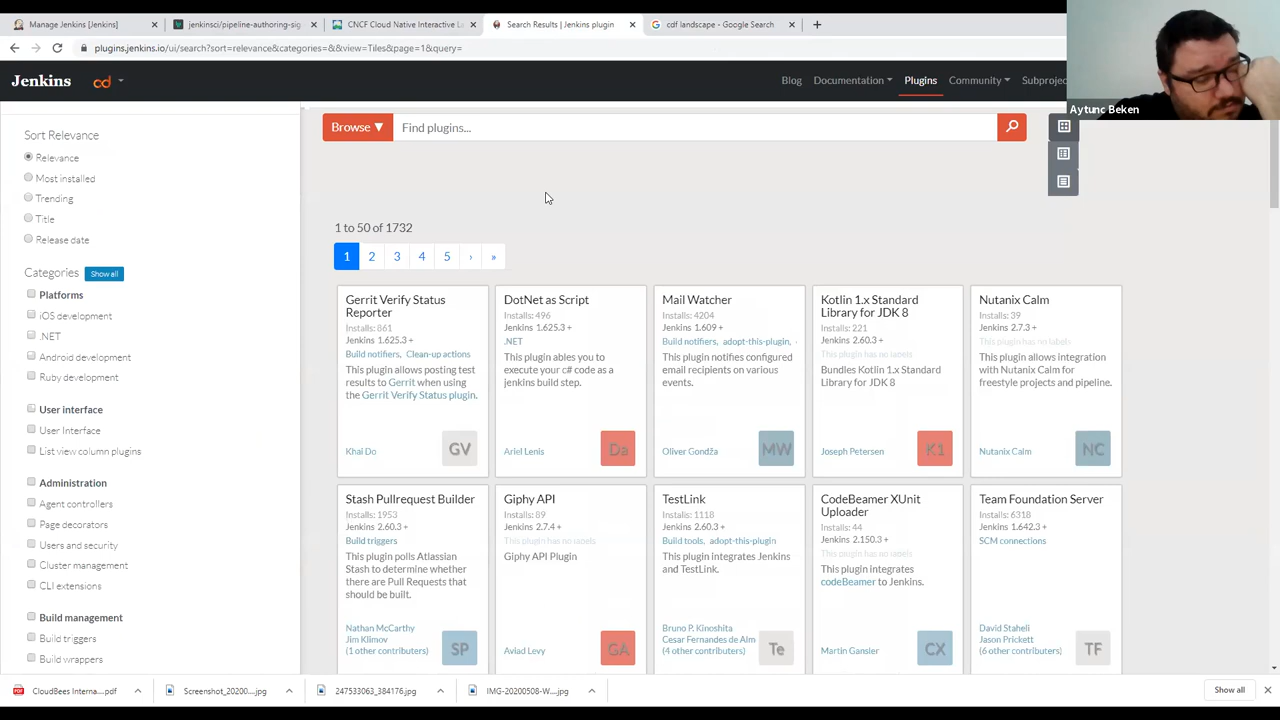 Manage Jenkins [Jenkins]
jenkinsci/pipeline-authoring-sig
CNCF Cloud Native Interactive La
Search Results | Jenkins plugin
cdf landscape - Google Search
plugins.jenkins.io/ui/search?sort=relevance&categories=&&view=Tiles&page=1&query=
Aytunc Beken
Jenkins
cd
Blog
Documentation
Plugins
Community
Subproj
Sort Relevance
Relevance
Most installed
Trending
Title
Release date
Categories
Show all
Platforms
iOS development
.NET
Android development
Ruby development
User interface
User Interface
List view column plugins
Administration
Agent controllers
Page decorators
Users and security
Cluster management
CLI extensions
Build management
Build triggers
Build wrappers
Browse ▼
Find plugins...
1 to 50 of 1732
1 2 3 4 5 › »
Gerrit Verify Status
Reporter
Installs: 861
Jenkins 1.625.3 +
Build notifiers, Clean-up actions
This plugin allows posting test
results to Gerrit when using
the Gerrit Verify Status plugin.
Khai Do
GV
DotNet as Script
Installs: 496
Jenkins 1.625.3 +
.NET
This plugin ables you to
execute your c# code as a
jenkins build step.
Ariel Lenis
Da
Mail Watcher
Installs: 4204
Jenkins 1.609 +
Build notifiers, adopt-this-plugin,
This plugin notifies configured
email recipients on various
events.
Oliver Gondža
MW
Kotlin 1.x Standard
Library for JDK 8
Installs: 221
Jenkins 2.60.3 +
This plugin has no labels
Bundles Kotlin 1.x Standard
Library for JDK 8
Joseph Petersen
K1
Nutanix Calm
Installs: 39
Jenkins 2.7.3 +
This plugin has no labels
This plugin allows integration
with Nutanix Calm for
freestyle projects and pipeline.
Nutanix Calm
NC
Stash Pullrequest Builder
Installs: 1953
Jenkins 2.60.3 +
Build triggers
This plugin polls Atlassian
Stash to determine whether
there are Pull Requests that
should be built.
Nathan McCarthy
Jim Klimov
(1 other contributers)
SP
Giphy API
Installs: 89
Jenkins 2.7.4 +
This plugin has no labels
Giphy API Plugin
Aviad Levy
GA
TestLink
Installs: 1118
Jenkins 2.60.3 +
Build tools, adopt-this-plugin
This plugin integrates Jenkins
and TestLink.
Bruno P. Kinoshita
Cesar Fernandes de Alm
(4 other contributers)
Te
CodeBeamer XUnit
Uploader
Installs: 44
Jenkins 2.150.3 +
This plugin has no labels
This plugin integrates
codeBeamer to Jenkins.
Martin Gansier
CX
Team Foundation Server
Installs: 6318
Jenkins 1.642.3 +
SCM connections
David Staheli
Jason Prickett
(6 other contributers)
TF
CloudBees Interna....pdf
Screenshot_20200....jpg
247533063_384176.jpg
IMG-20200508-W....jpg
Show all